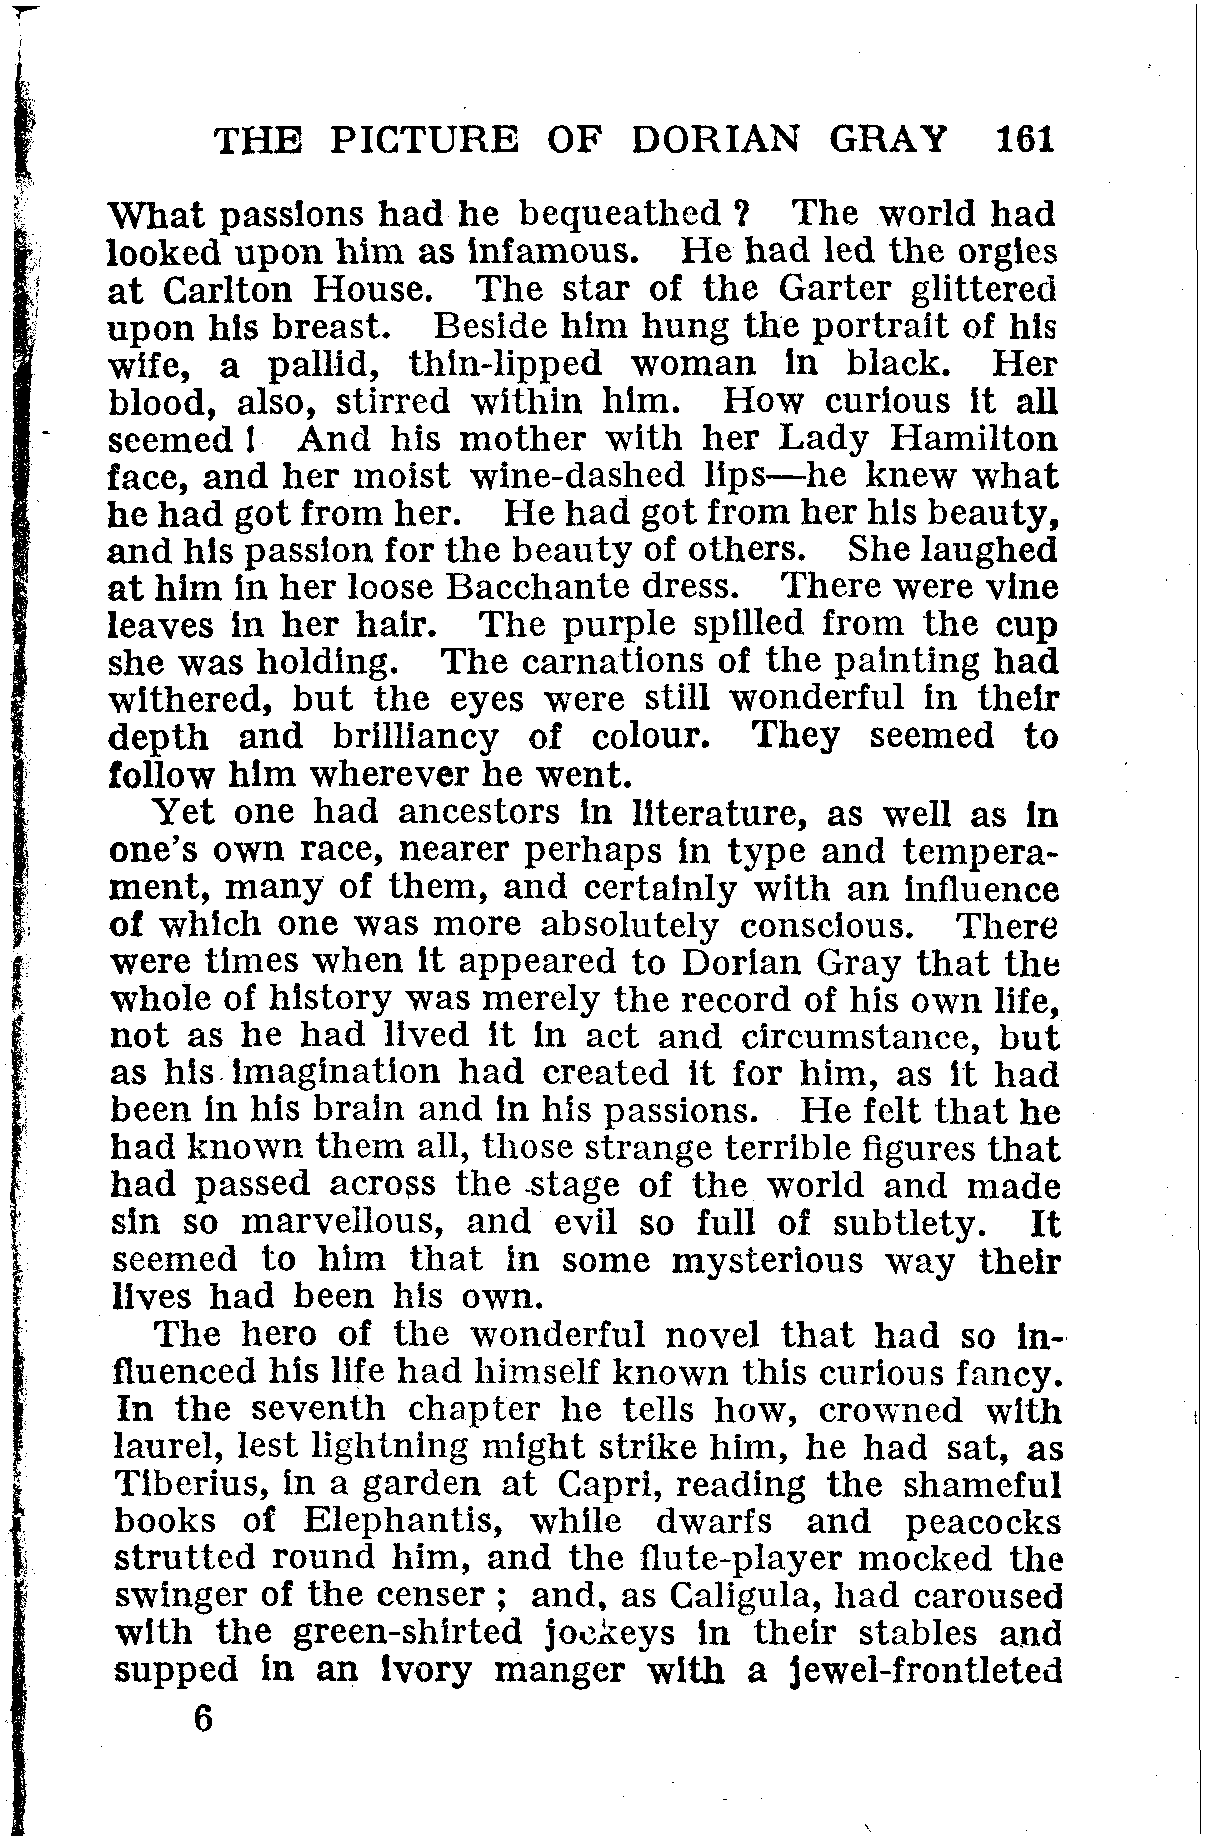 THE PICTURE OF DORIAN GRAY 161
What passions had he bequeathed ? The world had
looked upon him as infamous. He had led the orgies
at Carlton House. The star of the Garter glittered
upon his breast. Beside him hung the portrait of his
wife, a pallid, thin-lipped woman in black. Her
blood, also, stirred within him. How curious it all
seemed ! And his mother with her Lady Hamilton
face, and her moist wine-dashed lips—he knew what
he had got from her. He had got from her his beauty,
and his passion for the beauty of others. She laughed
at him in her loose Bacchante dress. There were vine
leaves in her hair. The purple spilled from the cup
she was holding. The carnations of the painting had
withered, but the eyes were still wonderful in their
depth and brilliancy of colour. They seemed to
follow him wherever he went.
Yet one had ancestors in literature, as well as in
one's own race, nearer perhaps in type and tempera-
ment, many of them, and certainly with an influence
of which one was more absolutely conscious. There
were times when it appeared to Dorian Gray that the
whole of history was merely the record of his own life,
not as he had lived it in act and circumstance, but
as his imagination had created it for him, as it had
been in his brain and in his passions. He felt that he
had known them all, those strange terrible figures that
had passed across the stage of the world and made
sin so marvellous, and evil so full of subtlety. It
seemed to him that in some mysterious way their
lives had been his own.
The hero of the wonderful novel that had so in-
fluenced his life had himself known this curious fancy.
In the seventh chapter he tells how, crowned with
laurel, lest lightning might strike him, he had sat, as
Tiberius, in a garden at Capri, reading the shameful
books of Elephantis, while dwarfs and peacocks
strutted round him, and the flute-player mocked the
swinger of the censer ; and, as Caligula, had caroused
with the green-shirted jockeys in their stables and
supped in an ivory manger with a jewel-frontleted
6